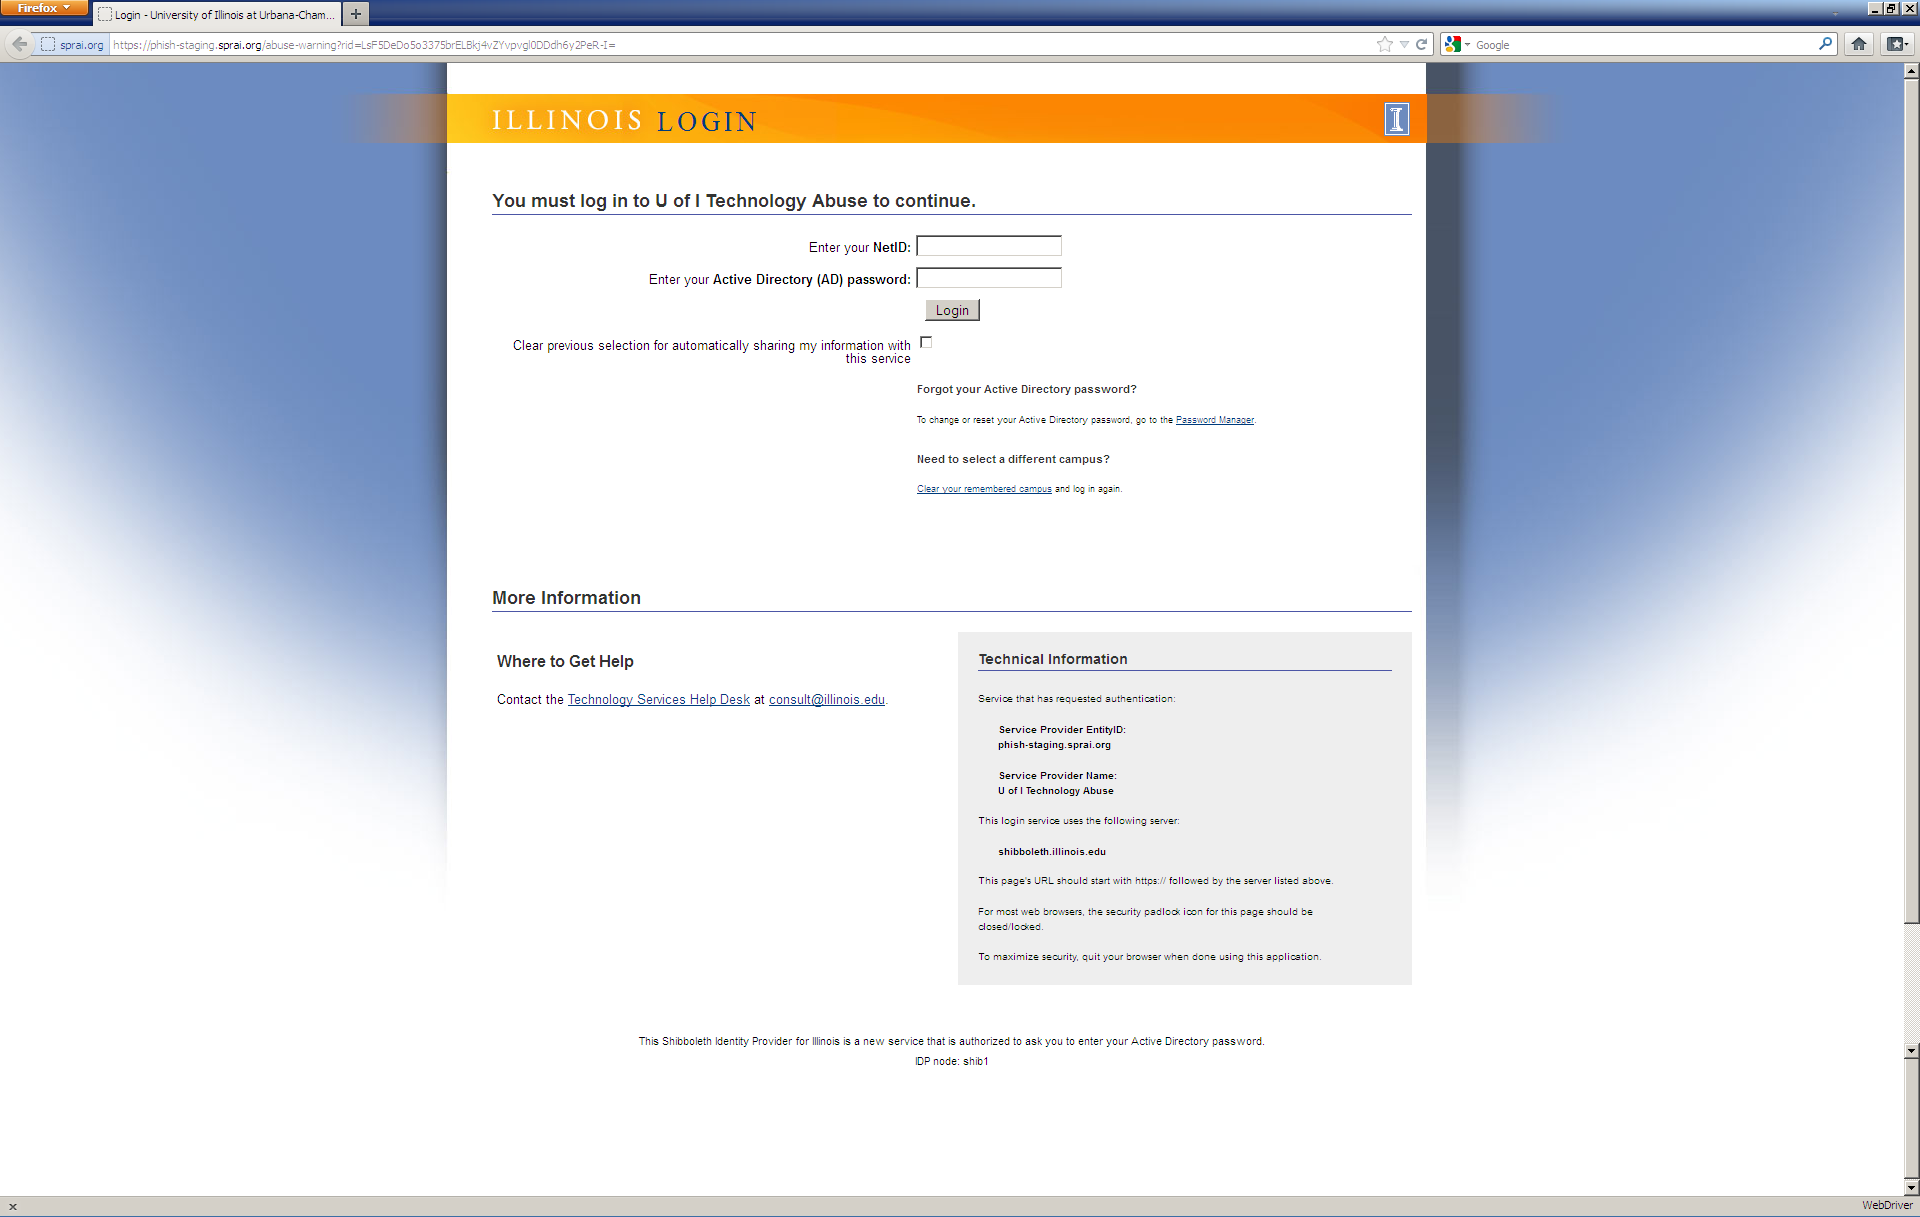 Firefox
Login - University of Illinois at Urbana-Cham...
sprai.org
https://phish-staging.sprai.org/abuse-warning?rid=LsF5DeDo5o3375brELBkj4vZYvpvgl0DDdh6y2PeR-I=
Google
ILLINOIS LOGIN
You must log in to U of I Technology Abuse to continue.
Enter your NetID:
Enter your Active Directory (AD) password:
Login
Clear previous selection for automatically sharing my information with
this service
Forgot your Active Directory password?
To change or reset your Active Directory password, go to the Password Manager.
Need to select a different campus?
Clear your remembered campus and log in again.
More Information
Where to Get Help
Contact the Technology Services Help Desk at consult@illinois.edu.
Technical Information
Service that has requested authentication:
Service Provider EntityID:
phish-staging.sprai.org
Service Provider Name:
U of I Technology Abuse
This login service uses the following server:
shibboleth.illinois.edu
This page's URL should start with https:// followed by the server listed above.
For most web browsers, the security padlock icon for this page should be
closed/locked.
To maximize security, quit your browser when done using this application.
This Shibboleth Identity Provider for Illinois is a new service that is authorized to ask you to enter your Active Directory password.
IDP node: shib1
WebDriver